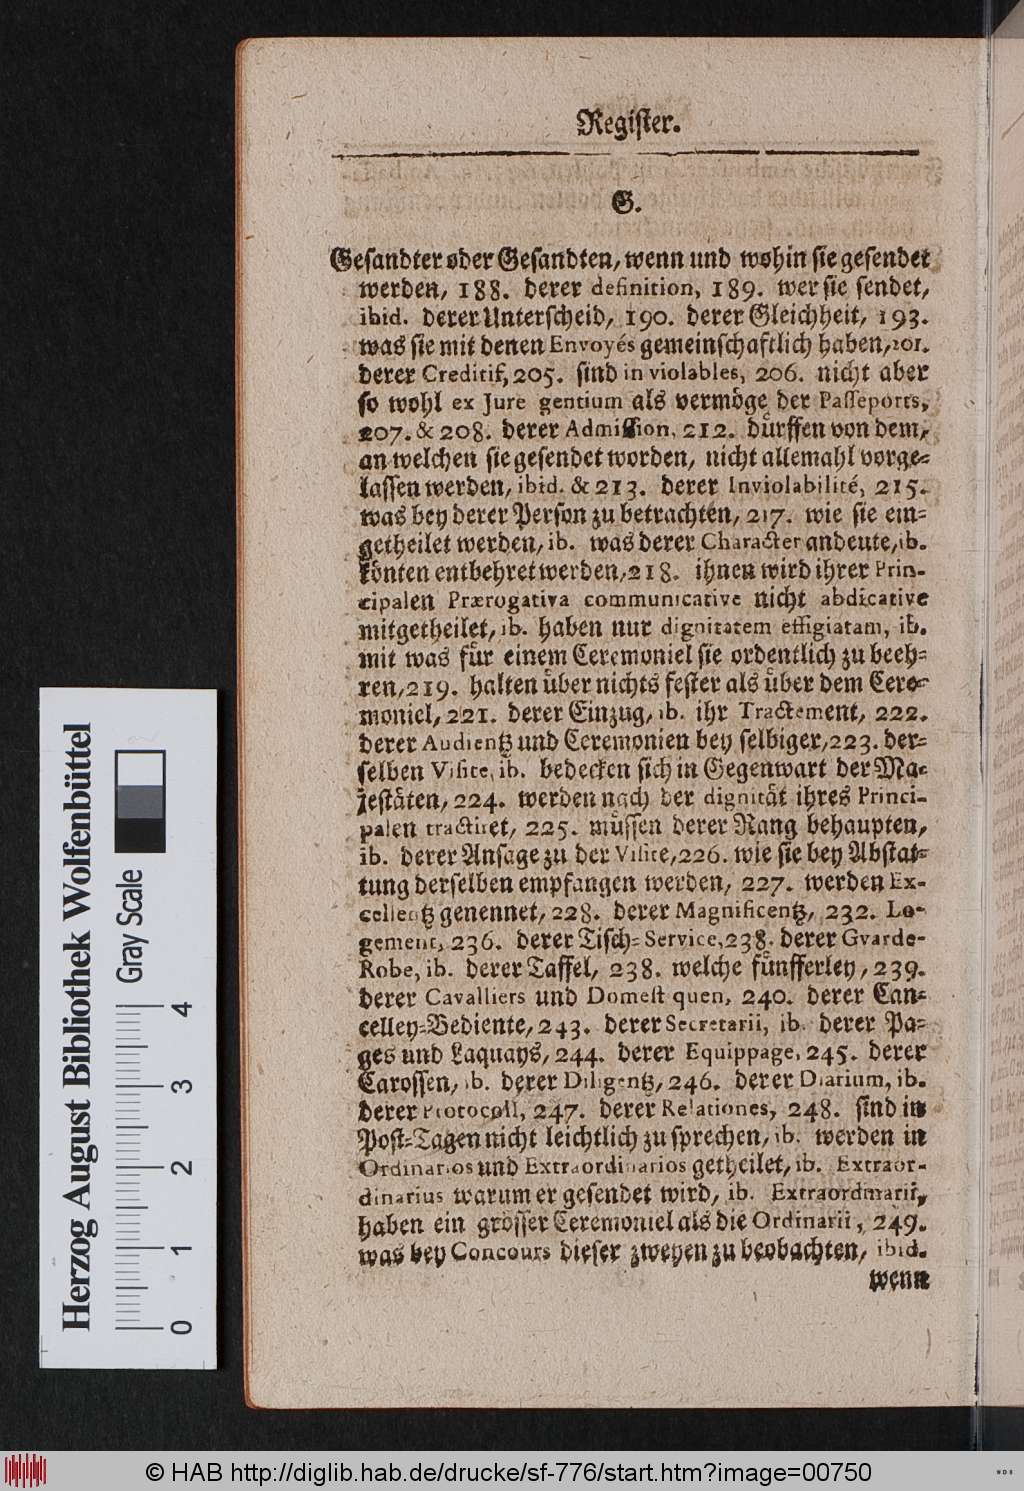 Register.
G.
Gesandter oder Gesandten, wenn und wohin sie gesendet
werden, 188. derer definition, 189. wer sie sendet,
ibid. derer Unterscheid, 190. derer Gleichheit, 193.
was sie mit denen Envoyés gemeinschafftlich haben, 201.
derer Creditif, 205. sind inviolables, 206. nicht aber
so wohl ex Jure gentium als vermöge der Passeports,
207. & 208. derer Admission, 212. dürffen von dem,
an welchen sie gesendet worden, nicht allemahl vorge-
lassen werden, ibid. & 213. derer Inviolabilité, 215.
was bey derer Person zu betrachten, 217. wie sie ein-
getheilet werden, ib. was derer Character andeute, ib.
könten entbehret werden, 218. ihnen wird ihrer Prin-
cipalen Prærogativa communicative nicht abdicative
mitgetheilet, ib. haben nur dignitatem effigiatam, ib.
mit was für einem Ceremoniel sie ordentlich zu beeh-
ren, 219. halten über nichts fester als über dem Cere-
moniel, 221. derer Einzug, ib. ihr Tractement, 222.
derer Audientz und Ceremonien bey selbiger, 223. der-
selben Visite, ib. bedecken sich in Gegenwart der Ma-
jestäten, 224. werden nach der dignität ihres Princi-
palen tractiret, 225. müssen derer Rang behaupten,
ib. derer Ansage zu der Visite, 226. wie sie bey Abstat-
tung derselben empfangen werden, 227. werden Ex-
cellentz genennet, 228. derer Magnificentz, 232. Lo-
gement, 236. derer Tisch-Service, 238. derer Gvarde-
Robe, ib. derer Taffel, 238. welche fünfferley, 239.
derer Cavalliers und Domestiquen, 240. derer Can-
celley-Bediente, 243. derer Secretarii, ib. derer Pa-
ges und Laquays, 244. derer Equippage, 245. derer
Carossen, ib. derer Diligentz, 246. derer Diarium, ib.
derer Protocoll, 247. derer Relationes, 248. sind in
Post-Tagen nicht leichtlich zu sprechen, ib. werden in
Ordinarios und Extraordinarios getheilet, ib. Extraor-
dinarius warum er gesendet wird, ib. Extraordinarii,
haben ein grösser Ceremoniel als die Ordinarii, 249.
was bey Concours dieser zweyen zu beobachten, ibid.
wenn
Herzog August Bibliothek Wolfenbüttel
Gray Scale
0 1 2 3 4
© HAB http://diglib.hab.de/drucke/sf-776/start.htm?image=00750